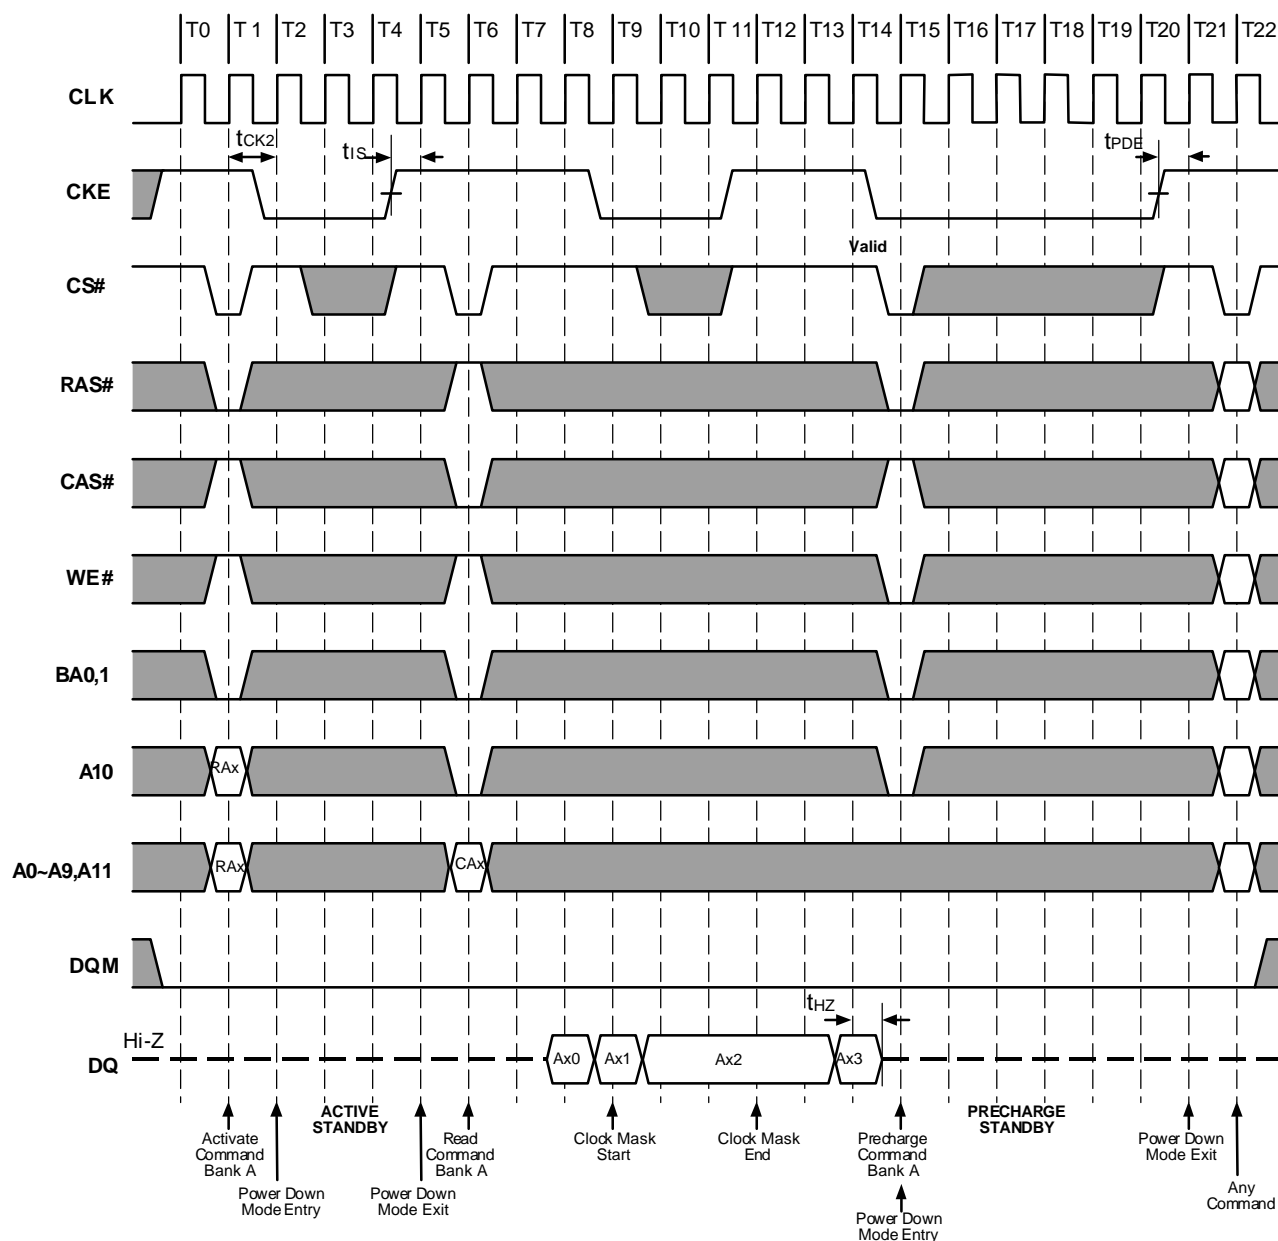 T0 T 1 T2 T3 T4 T5 T6 T7 T8 T9 T10 T 11 T12 T13 T14 T15 T16 T17 T18 T19 T20 T21 T22
CLK
tCK2
tIS
tPDE
CKE
Valid
CS#
RAS#
CAS#
WE#
BA0,1
A10
RAx
A0~A9,A11
RAx
CAx
DQM
tHZ
Hi-Z
DQ
Ax0
Ax1
Ax2
Ax3
Activate
Command
Bank A
Power Down
Mode Entry
ACTIVE
STANDBY
Power Down
Mode Exit
Read
Command
Bank A
Clock Mask
Start
Clock Mask
End
Precharge
Command
Bank A
Power Down
Mode Entry
PRECHARGE
STANDBY
Power Down
Mode Exit
Any
Command